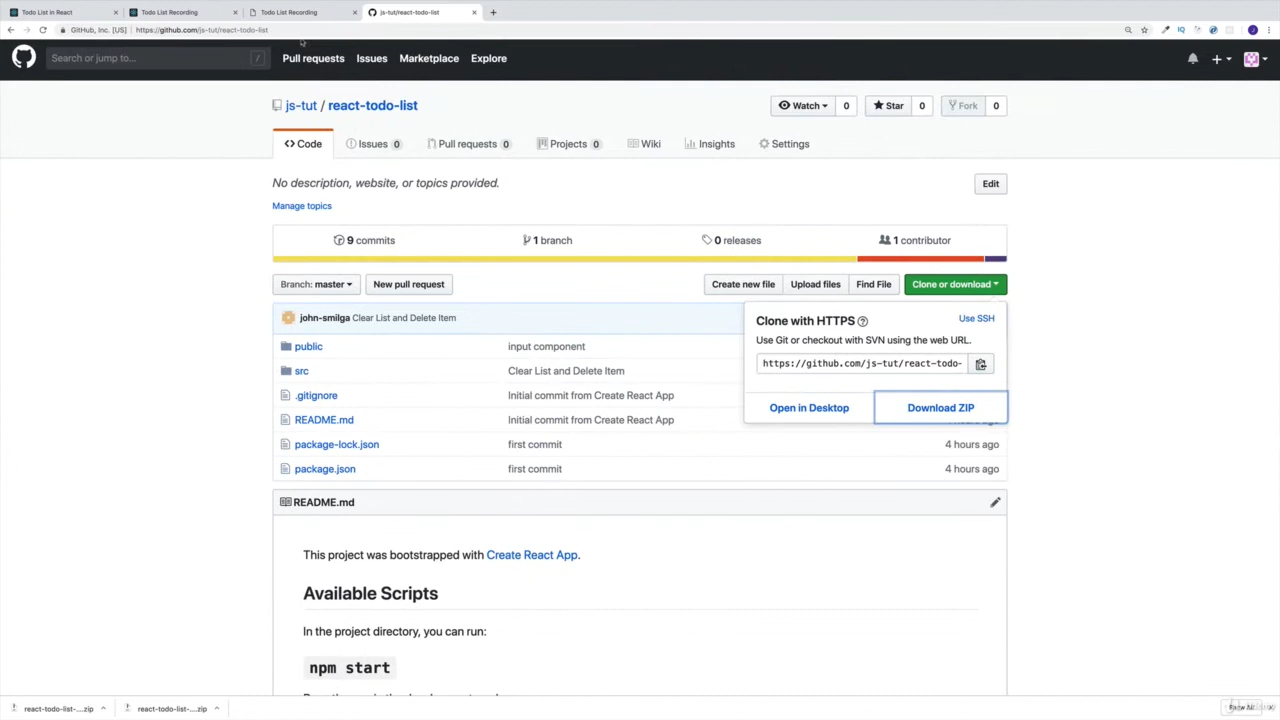 Todo List in React
Todo List Recording
Todo List Recording
js-tut/react-todo-list
GitHub, Inc. [US]
https://github.com/js-tut/react-todo-list
Search or jump to...
/
Pull requests
Issues
Marketplace
Explore
js-tut / react-todo-list
Watch 0
Star 0
Fork 0
Code
Issues 0
Pull requests 0
Projects 0
Wiki
Insights
Settings
No description, website, or topics provided.
Edit
Manage topics
9 commits
1 branch
0 releases
1 contributor
Branch: master
New pull request
Create new file
Upload files
Find File
Clone or download
john-smilga Clear List and Delete Item
Clone with HTTPS
Use SSH
Use Git or checkout with SVN using the web URL.
https://github.com/js-tut/react-todo-
Open in Desktop
Download ZIP
public input component
src Clear List and Delete Item
.gitignore Initial commit from Create React App
README.md Initial commit from Create React App
package-lock.json first commit 4 hours ago
package.json first commit 4 hours ago
README.md
This project was bootstrapped with Create React App.
Available Scripts
In the project directory, you can run:
npm start
react-todo-list-....zip
react-todo-list-....zip